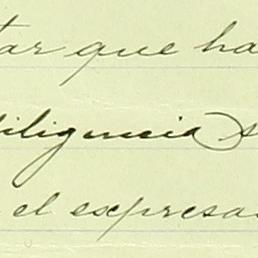 tar que ha
diligencia s
el expresa